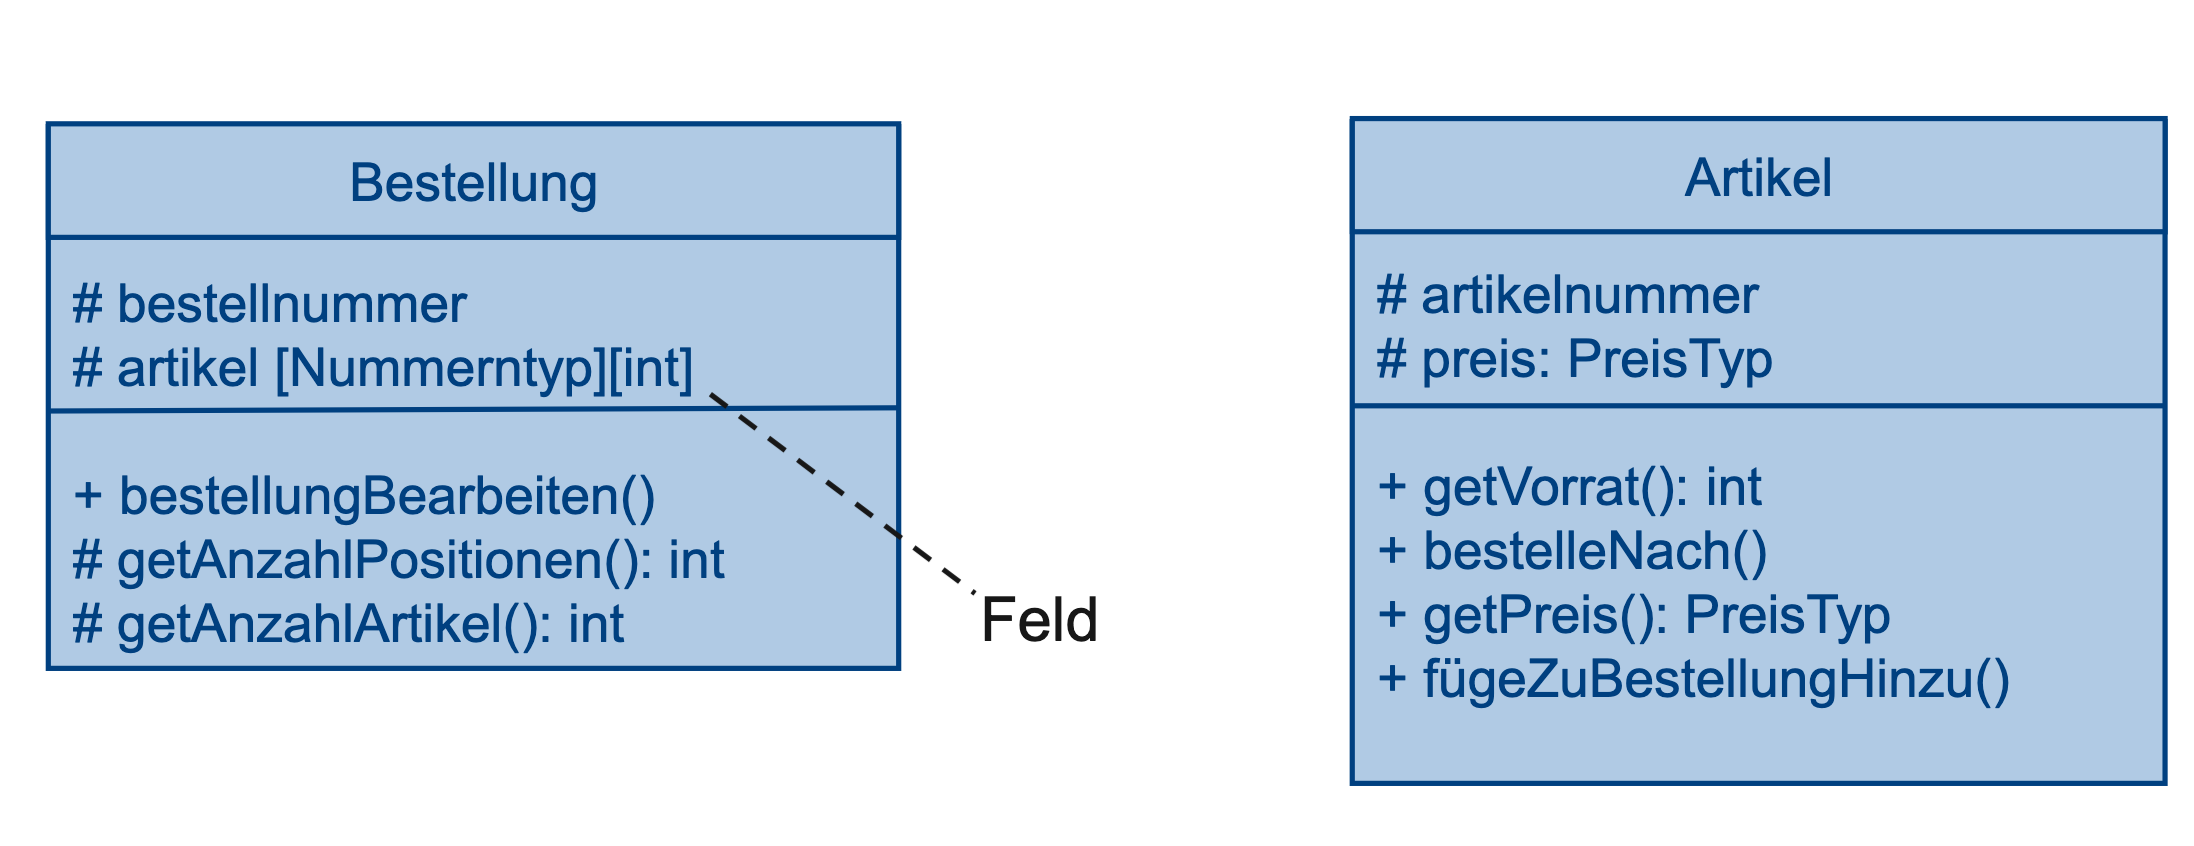 Bestellung
# bestellnummer
# artikel [Nummerntyp][int]
+ bestellungBearbeiten()
# getAnzahlPositionen(): int
# getAnzahlArtikel(): int
Feld
Artikel
# artikelnummer
# preis: PreisTyp
+ getVorrat(): int
+ bestelleNach()
+ getPreis(): PreisTyp
+ fügeZuBestellungHinzu()